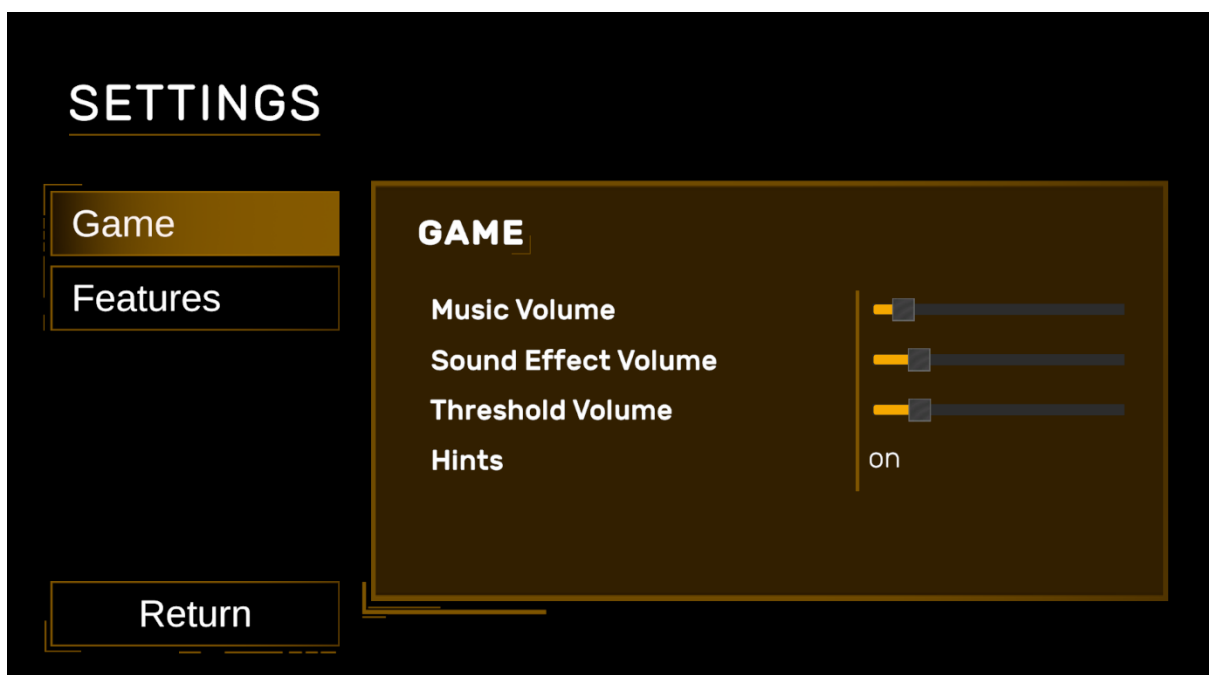 SETTINGS
Game
Features
Return
GAME
Music Volume
Sound Effect Volume
Threshold Volume
Hints on